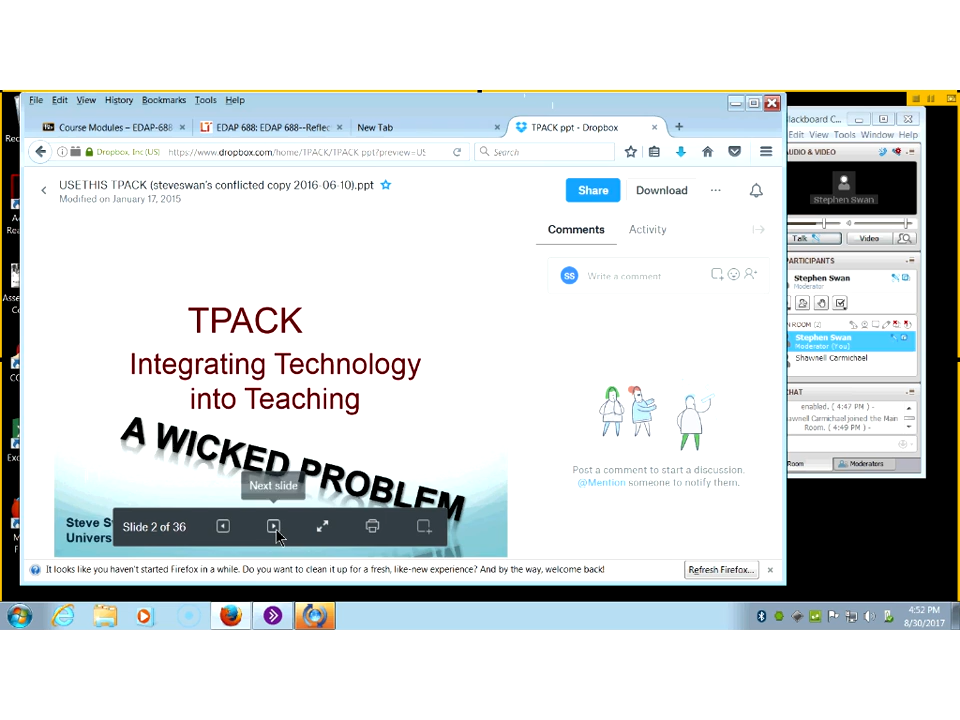 File Edit View History Bookmarks Tools Help
Course Modules – EDAP-688 ×
EDAP 688: EDAP 688--Reflec ×
New Tab ×
TPACK ppt - Dropbox ×
Dropbox, Inc (US) https://www.dropbox.com/home/TPACK/TPACK ppt?preview=US
Search
USETHIS TPACK (steveswan's conflicted copy 2016-06-10).ppt
Modified on January 17, 2015
Share Download
Comments Activity
SS Write a comment
TPACK
Integrating Technology
into Teaching
A WICKED PROBLEM
Next slide
Steve S
Univers
Slide 2 of 36
Post a comment to start a discussion.
@Mention someone to notify them.
It looks like you haven't started Firefox in a while. Do you want to clean it up for a fresh, like-new experience? And by the way, welcome back!
Refresh Firefox... ×
lackboard C...
Edit View Tools Window Help
AUDIO & VIDEO
Stephen Swan
Talk Video
PARTICIPANTS
Stephen Swan
Moderator
N ROOM (2)
Stephen Swan
Moderator (You)
Shawnell Carmichael
HAT
enabled. ( 4:47 PM ) -
awnell Carmichael joined the Main
Room. ( 4:49 PM ) -
Room Moderators
4:52 PM
8/30/2017